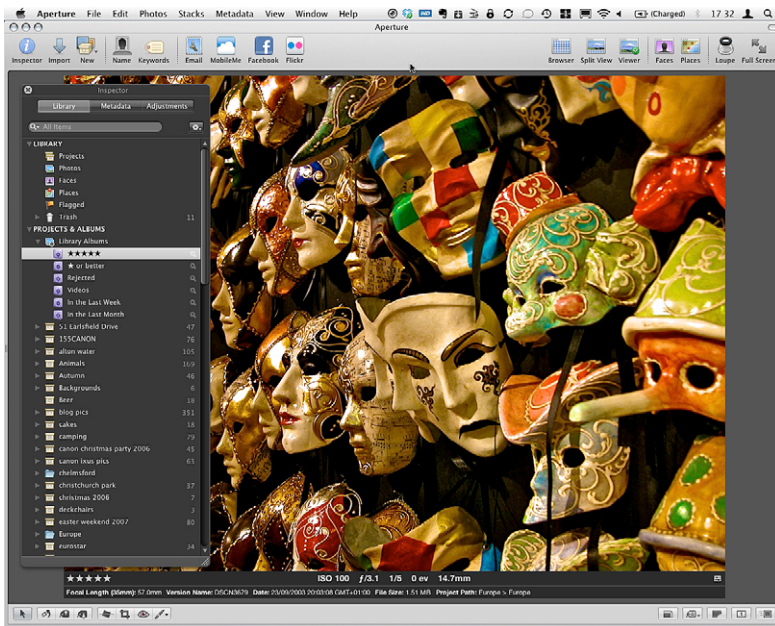 Aperture File Edit Photos Stacks Metadata View Window Help (Charged) 17 32
Aperture
Inspector Import New Name Keywords Email MobileMe Facebook Flickr Browser Split View Viewer Faces Places Loupe Full Screen
Inspector
Library Metadata Adjustments
All Items
LIBRARY
Projects
Photos
Faces
Places
Flagged
Trash 11
PROJECTS & ALBUMS
Library Albums
★★★★★
★ or better
Rejected
Videos
In the Last Week
In the Last Month
51 Earlsfield Drive 47
155CANON 76
alton water 105
Animals 169
Autumn 46
Backgrounds 6
Beer 18
blog pics 351
cakes 18
camping 79
canon christmas party 2006 45
canon ixus pics 63
chelmsford
christchurch park 37
christmas 2006 7
deckchairs 3
easter weekend 2007 80
Europe
eurostar 34
★★★★★ ISO 100 ƒ/3.1 1/5 0 ev 14.7mm
Focal Length (35mm): 57.0mm Version Name: DSCN3679 Date: 23/09/2003 20:03:08 GMT+01:00 File Size: 1.51 MB Project Path: Europe > Europe